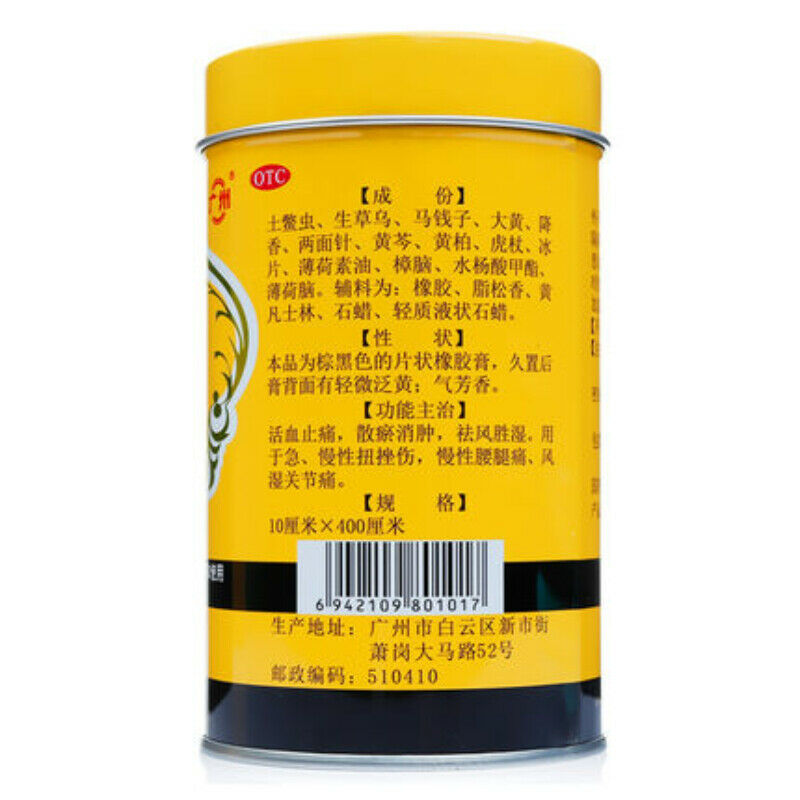 广州®
OTC
【成 份】
土鳖虫、生草乌、马钱子、大黄、降
香、两面针、黄芩、黄柏、虎杖、冰
片、薄荷素油、樟脑、水杨酸甲酯、
薄荷脑。辅料为：橡胶、脂松香、黄
凡士林、石蜡、轻质液状石蜡。
【性 状】
本品为棕黑色的片状橡胶膏，久置后
膏背面有轻微泛黄；气芳香。
【功能主治】
活血止痛，散瘀消肿，祛风胜湿。用
于急、慢性扭挫伤，慢性腰腿痛、风
湿关节痛。
【规 格】
10厘米×400厘米
使用
6 942109 801017
生产地址：广州市白云区新市街
萧岗大马路52号
邮政编码：510410